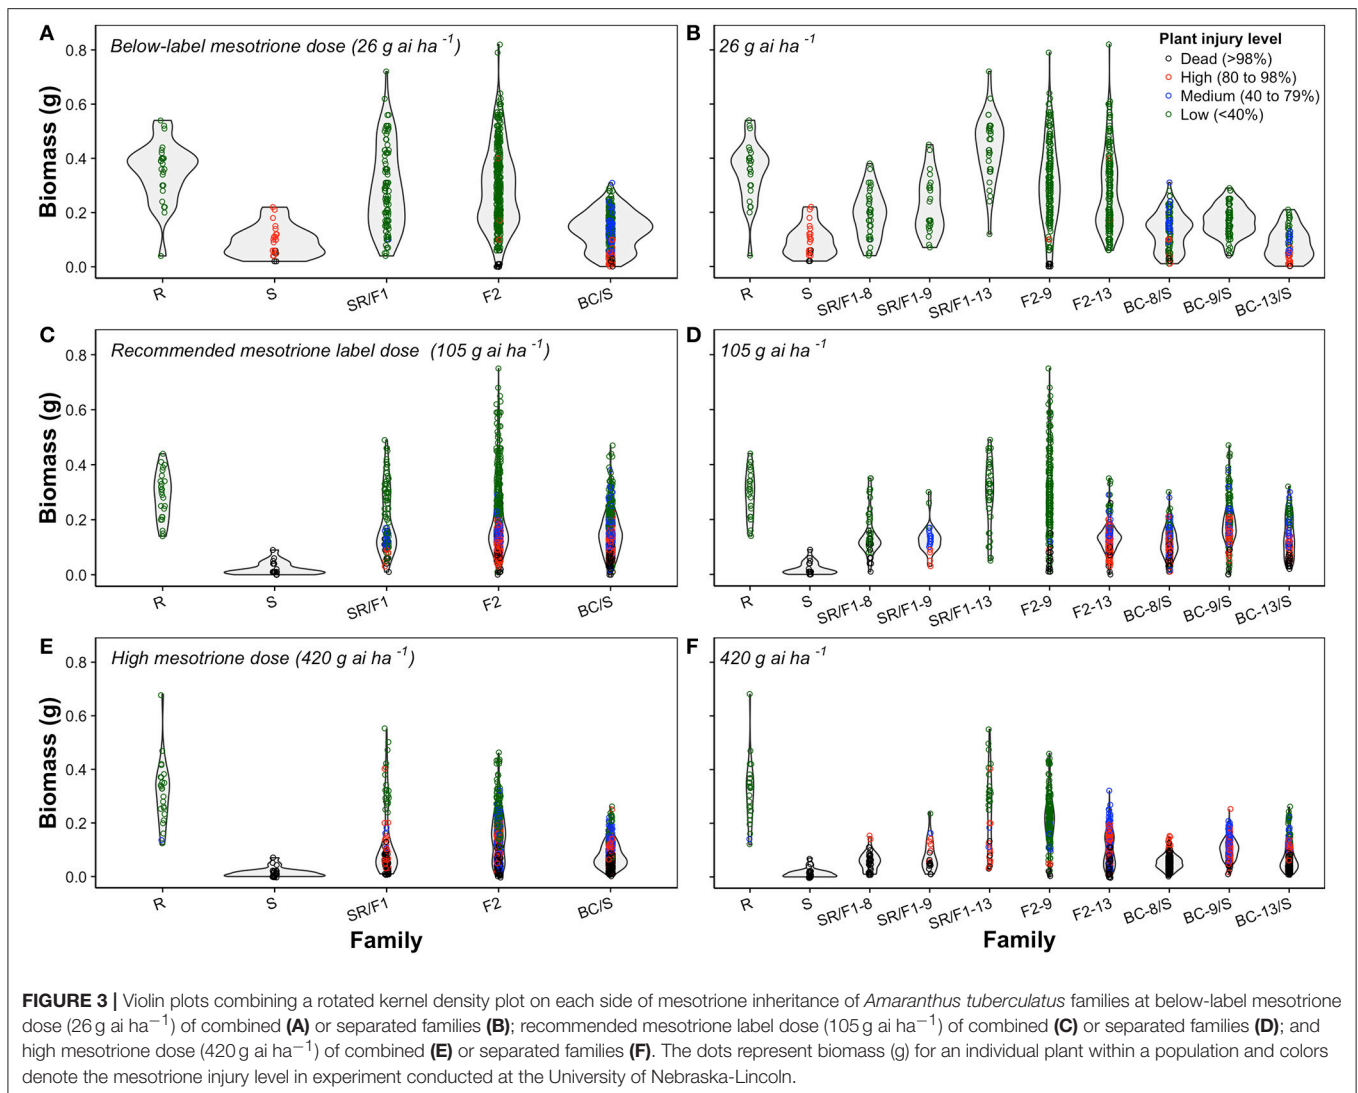 A
Below-label mesotrione dose (26 g ai ha -1)
Biomass (g)
0.8
0.6
0.4
0.2
0.0
R
S
SR/F1
F2
BC/S
B
26 g ai ha -1
Plant injury level
Dead (>98%)
High (80 to 98%)
Medium (40 to 79%)
Low (<40%)
R
S
SR/F1-8
SR/F1-9
SR/F1-13
F2-9
F2-13
BC-8/S
BC-9/S
BC-13/S
C
Recommended mesotrione label dose (105 g ai ha -1)
Biomass (g)
0.8
0.6
0.4
0.2
0.0
R
S
SR/F1
F2
BC/S
D
105 g ai ha -1
R
S
SR/F1-8
SR/F1-9
SR/F1-13
F2-9
F2-13
BC-8/S
BC-9/S
BC-13/S
E
High mesotrione dose (420 g ai ha -1)
Biomass (g)
0.8
0.6
0.4
0.2
0.0
R
S
SR/F1
F2
BC/S
Family
F
420 g ai ha -1
R
S
SR/F1-8
SR/F1-9
SR/F1-13
F2-9
F2-13
BC-8/S
BC-9/S
BC-13/S
Family
FIGURE 3 | Violin plots combining a rotated kernel density plot on each side of mesotrione inheritance of Amaranthus tuberculatus families at below-label mesotrione
dose (26 g ai ha−1) of combined (A) or separated families (B); recommended mesotrione label dose (105 g ai ha−1) of combined (C) or separated families (D); and
high mesotrione dose (420 g ai ha−1) of combined (E) or separated families (F). The dots represent biomass (g) for an individual plant within a population and colors
denote the mesotrione injury level in experiment conducted at the University of Nebraska-Lincoln.